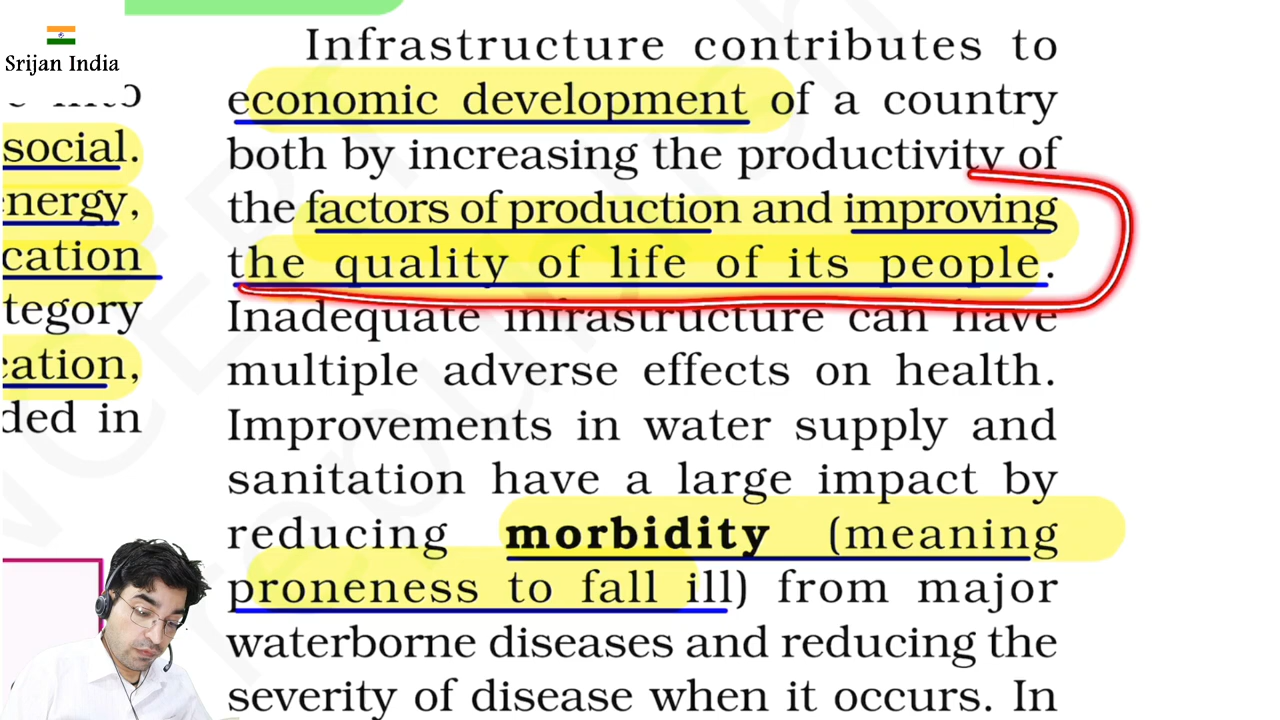 Srijan India
social.
energy,
cation
tegory
cation,
ded in
Infrastructure contributes to
economic development of a country
both by increasing the productivity of
the factors of production and improving
the quality of life of its people.
Inadequate infrastructure can have
multiple adverse effects on health.
Improvements in water supply and
sanitation have a large impact by
reducing morbidity (meaning
proneness to fall ill) from major
waterborne diseases and reducing the
severity of disease when it occurs. In